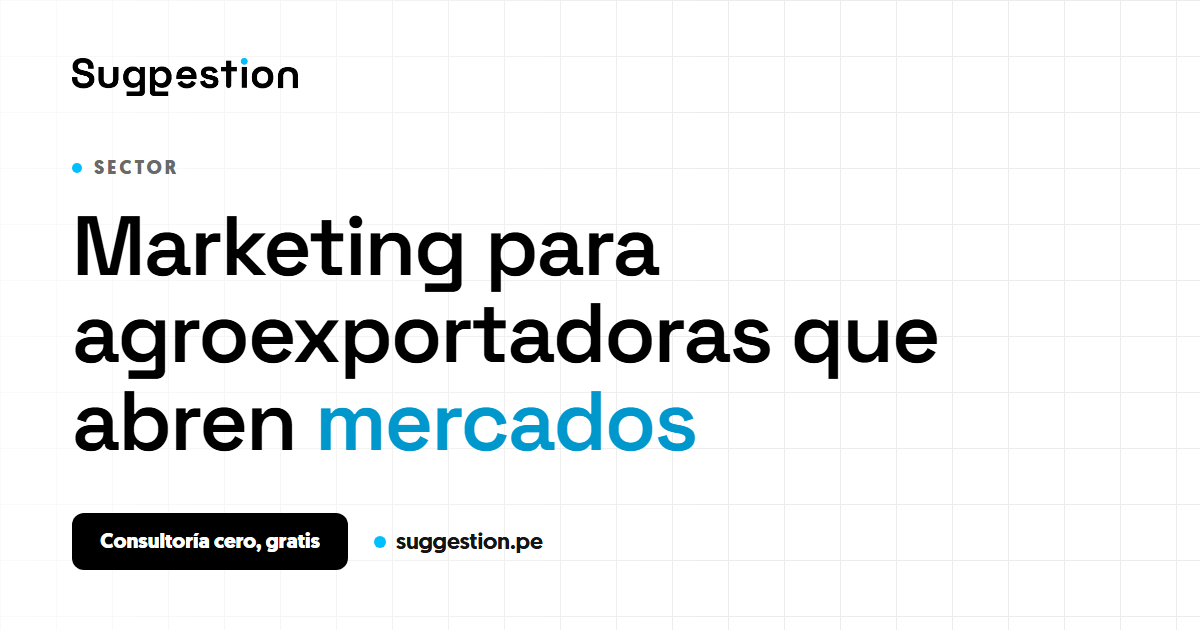 Suggestion
SECTOR
Marketing para
agroexportadoras que
abren mercados
Consultoría cero, gratis
suggestion.pe